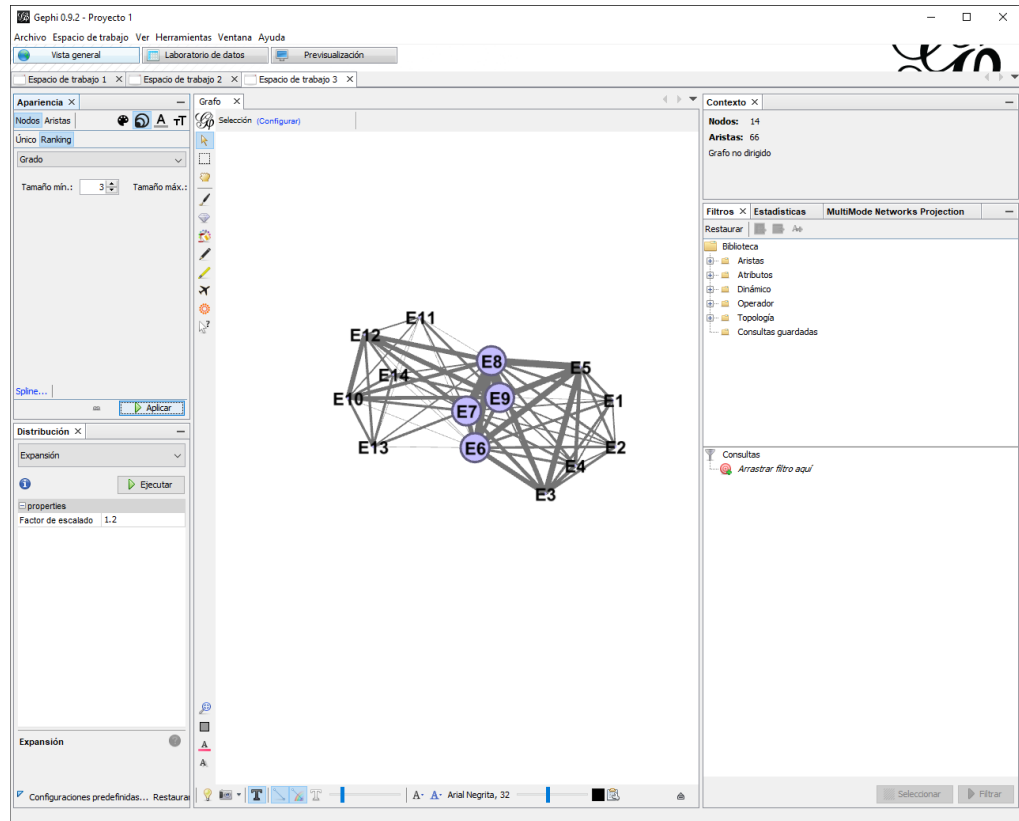 Gephi 0.9.2 - Proyecto 1
Archivo Espacio de trabajo Ver Herramientas Ventana Ayuda
Vista general Laboratorio de datos Previsualización
Espacio de trabajo 1 Espacio de trabajo 2 Espacio de trabajo 3
Apariencia
Nodos Aristas
Único Ranking
Grado
Tamaño mín.: 3 Tamaño máx.:
Spline...
Aplicar
Distribución
Expansión
Ejecutar
properties
Factor de escalado 1.2
Expansión
Configuraciones predefinidas... Restaurar
Grafo
Selección (Configurar)
E11
E12
E8
E14
E5
E10
E9
E7
E1
E13
E6
E2
E4
E3
Arial Negrita, 32
Contexto
Nodos: 14
Aristas: 66
Grafo no dirigido
Filtros Estadísticas MultiMode Networks Projection
Restaurar
Biblioteca
Aristas
Atributos
Dinámico
Operador
Topología
Consultas guardadas
Consultas
Arrastrar filtro aquí
Seleccionar Filtrar